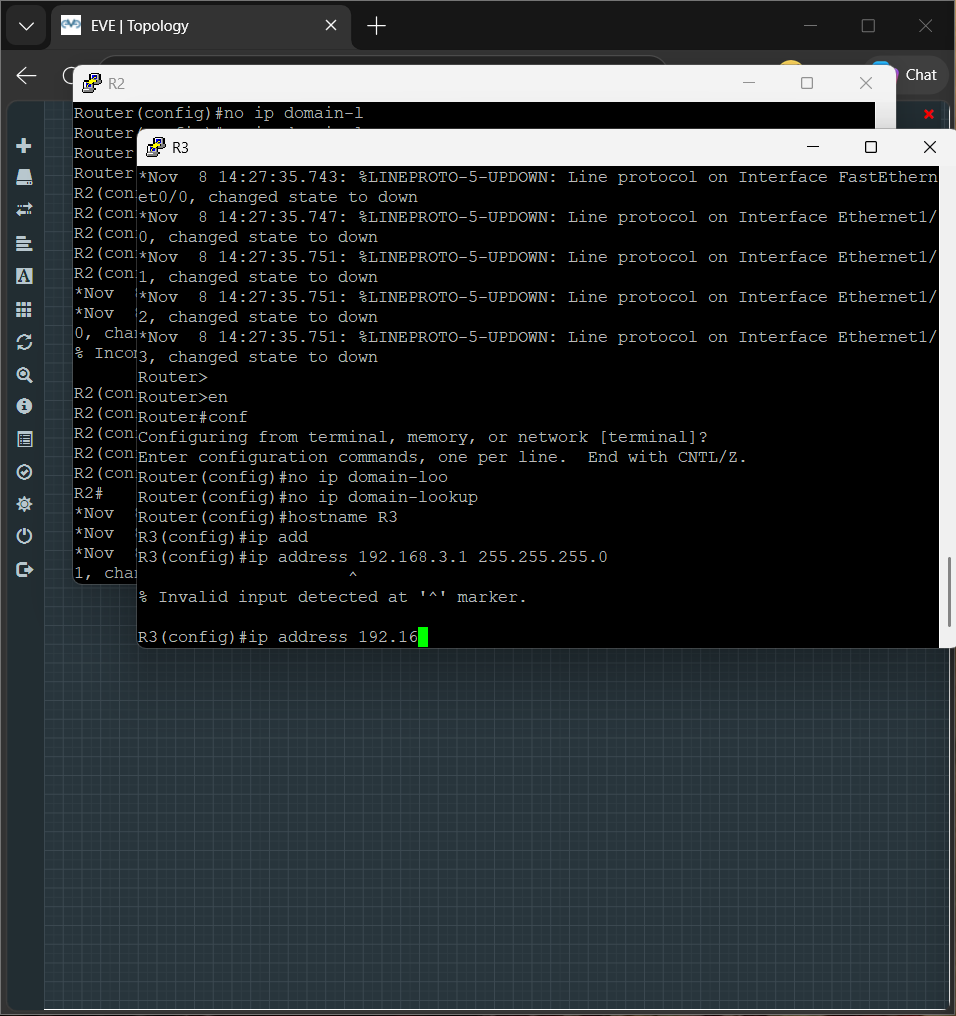 EVE | Topology
Chat
R2
Router(config)#no ip domain-l
Router
Router
Router
R2(con
R2(con
R2(con
R2(con
R2(con
*Nov
*Nov
0, cha
% Inco
R2(con
R2(con
R2(con
R2(con
R2(con
R2#
*Nov
*Nov
*Nov
1, cha
R3
*Nov  8 14:27:35.743: %LINEPROTO-5-UPDOWN: Line protocol on Interface FastEthern
et0/0, changed state to down
*Nov  8 14:27:35.747: %LINEPROTO-5-UPDOWN: Line protocol on Interface Ethernet1/
0, changed state to down
*Nov  8 14:27:35.751: %LINEPROTO-5-UPDOWN: Line protocol on Interface Ethernet1/
1, changed state to down
*Nov  8 14:27:35.751: %LINEPROTO-5-UPDOWN: Line protocol on Interface Ethernet1/
2, changed state to down
*Nov  8 14:27:35.751: %LINEPROTO-5-UPDOWN: Line protocol on Interface Ethernet1/
3, changed state to down
Router>
Router>en
Router#conf
Configuring from terminal, memory, or network [terminal]?
Enter configuration commands, one per line.  End with CNTL/Z.
Router(config)#no ip domain-loo
Router(config)#no ip domain-lookup
Router(config)#hostname R3
R3(config)#ip add
R3(config)#ip address 192.168.3.1 255.255.255.0
^
% Invalid input detected at '^' marker.
R3(config)#ip address 192.16